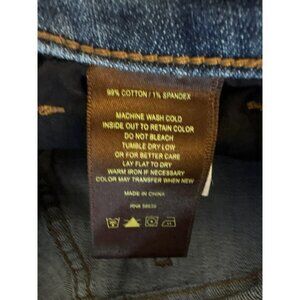 99% COTTON / 1% SPANDEX
MACHINE WASH COLD
INSIDE OUT TO RETAIN COLOR
DO NOT BLEACH
TUMBLE DRY LOW
OR FOR BETTER CARE
LAY FLAT TO DRY
WARM IRON IF NECESSARY
COLOR MAY TRANSFER WHEN NEW
MADE IN CHINA